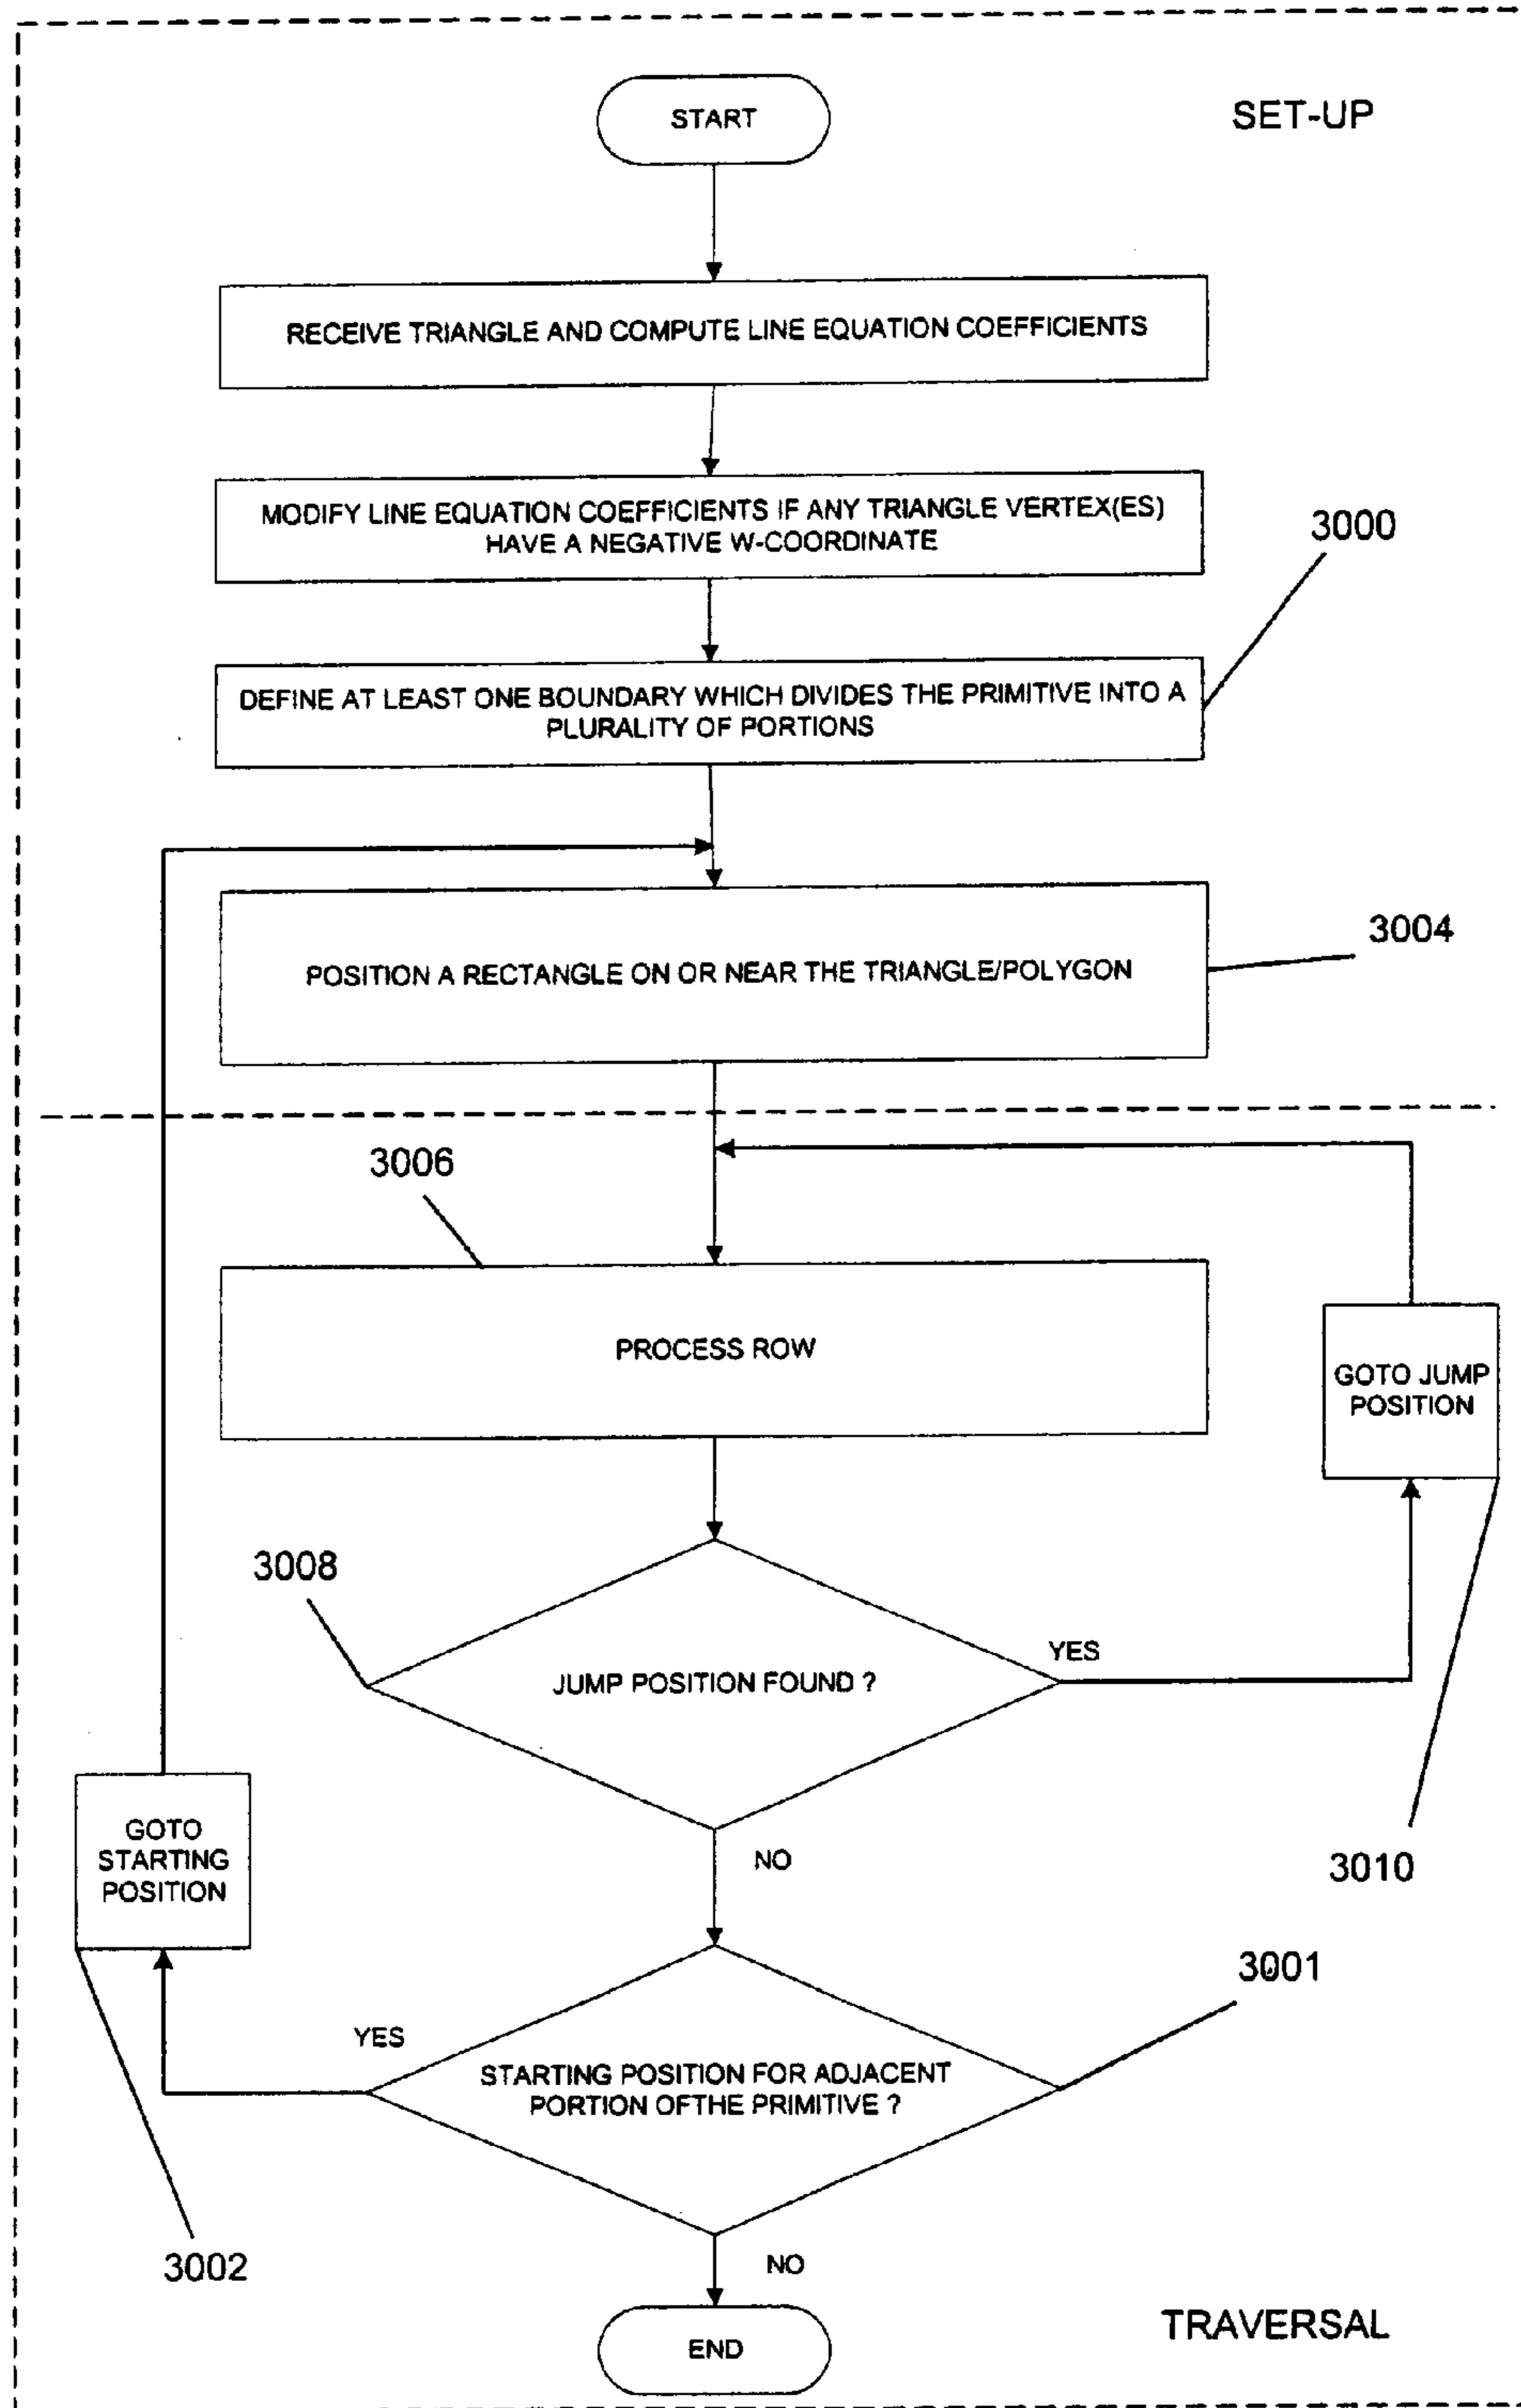 START
SET-UP
RECEIVE TRIANGLE AND COMPUTE LINE EQUATION COEFFICIENTS
MODIFY LINE EQUATION COEFFICIENTS IF ANY TRIANGLE VERTEX(ES)
HAVE A NEGATIVE W-COORDINATE
3000
DEFINE AT LEAST ONE BOUNDARY WHICH DIVIDES THE PRIMITIVE INTO A
PLURALITY OF PORTIONS
3004
POSITION A RECTANGLE ON OR NEAR THE TRIANGLE/POLYGON
3006
PROCESS ROW
GOTO JUMP
POSITION
3008
YES
JUMP POSITION FOUND ?
GOTO
STARTING
POSITION
NO
3010
3001
YES
STARTING POSITION FOR ADJACENT
PORTION OFTHE PRIMITIVE ?
3002
NO
TRAVERSAL
END